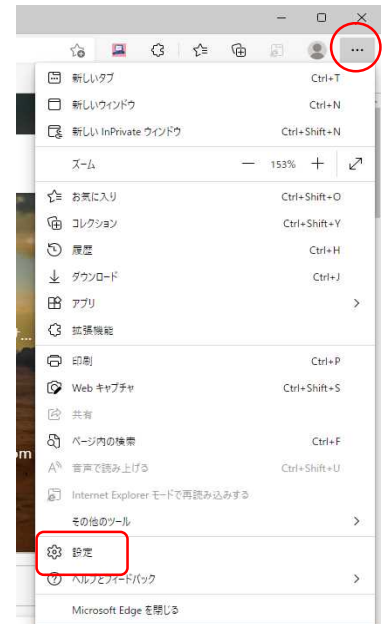 新しいタブ Ctrl+T
新しいウィンドウ Ctrl+N
新しい InPrivate ウィンドウ Ctrl+Shift+N
ズーム 153%
お気に入り Ctrl+Shift+O
コレクション Ctrl+Shift+Y
履歴 Ctrl+H
ダウンロード Ctrl+J
アプリ
拡張機能
印刷 Ctrl+P
Web キャプチャ Ctrl+Shift+S
共有
ページ内の検索 Ctrl+F
音声で読み上げる Ctrl+Shift+U
Internet Explorer モードで再読み込みする
その他のツール
設定
ヘルプとフィードバック
Microsoft Edge を閉じる